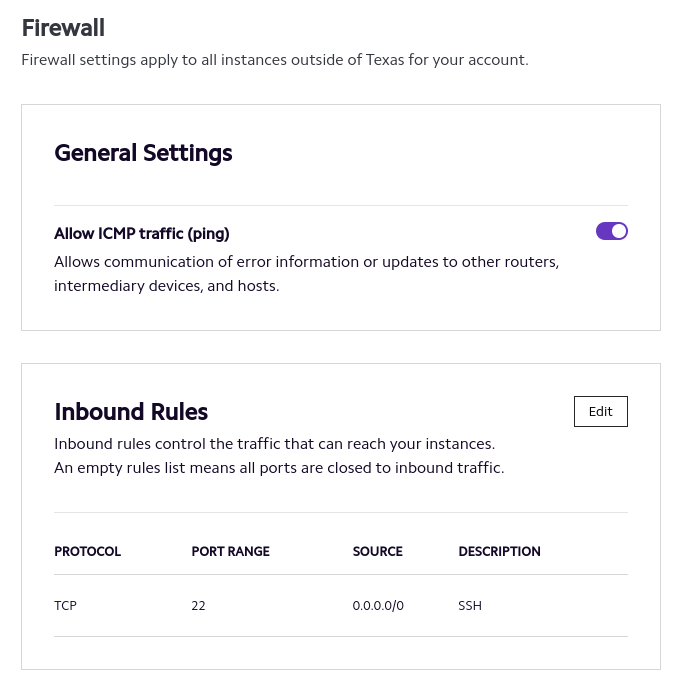 Firewall
Firewall settings apply to all instances outside of Texas for your account.
General Settings
Allow ICMP traffic (ping)
Allows communication of error information or updates to other routers,
intermediary devices, and hosts.
Inbound Rules
Edit
Inbound rules control the traffic that can reach your instances.
An empty rules list means all ports are closed to inbound traffic.
PROTOCOL PORT RANGE SOURCE DESCRIPTION
TCP 22 0.0.0.0/0 SSH